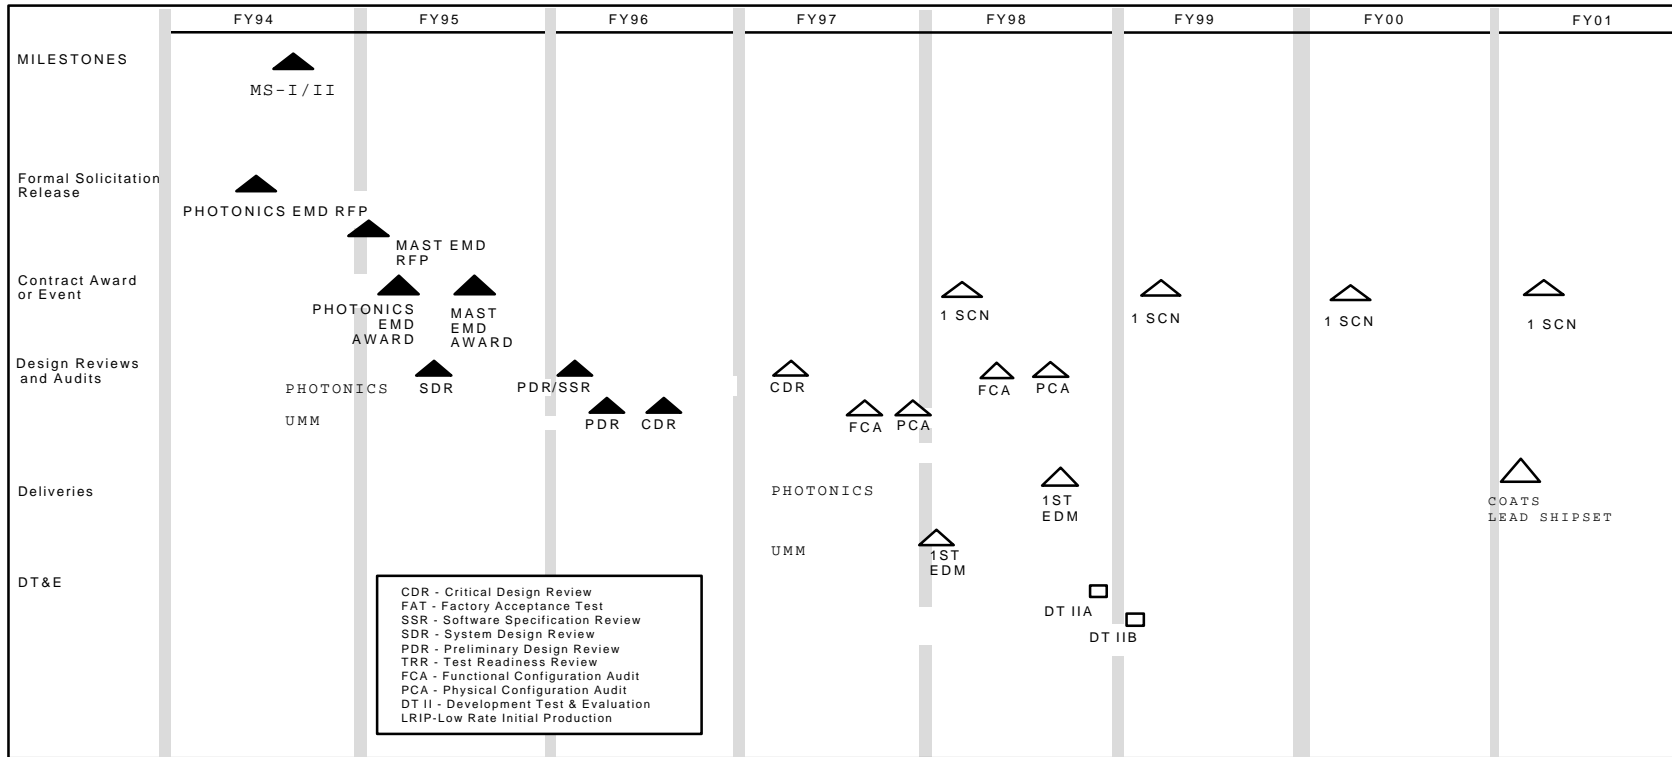 FY94 FY95 FY96 FY97 FY98 FY99 FY00 FY01
MILESTONES
MS-I/II
Formal Solicitation
Release
PHOTONICS EMD RFP
MAST EMD
RFP
Contract Award
or Event
PHOTONICS
EMD
AWARD
MAST
EMD
AWARD
1 SCN
1 SCN
1 SCN
1 SCN
Design Reviews
and Audits
PHOTONICS
SDR
PDR/SSR
CDR
FCA
PCA
UMM
PDR
CDR
FCA
PCA
Deliveries
PHOTONICS
1ST
EDM
COATS
LEAD SHIPSET
UMM
1ST
EDM
DT&E
DT IIA
DT IIB
CDR - Critical Design Review
FAT - Factory Acceptance Test
SSR - Software Specification Review
SDR - System Design Review
PDR - Preliminary Design Review
TRR - Test Readiness Review
FCA - Functional Configuration Audit
PCA - Physical Configuration Audit
DT II - Development Test & Evaluation
LRIP-Low Rate Initial Production